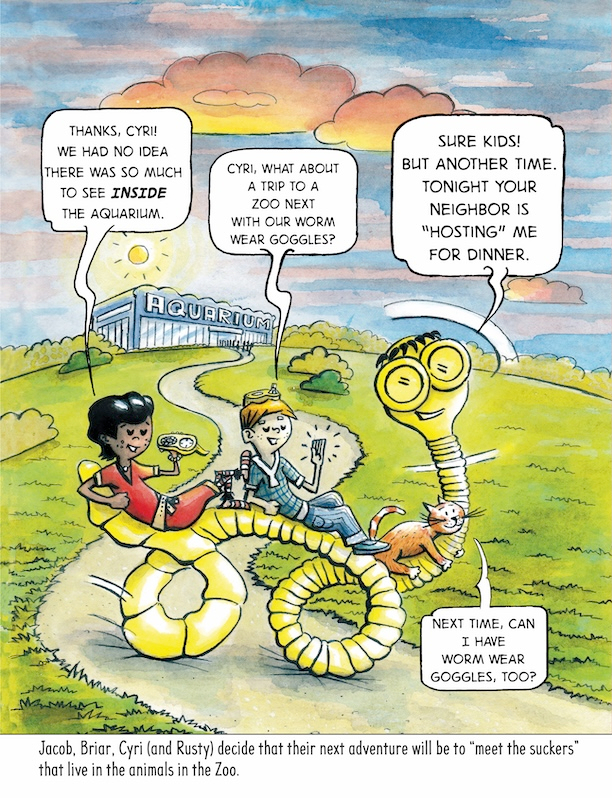 THANKS, CYRI!
WE HAD NO IDEA
THERE WAS SO MUCH
TO SEE INSIDE
THE AQUARIUM.
CYRI, WHAT ABOUT
A TRIP TO A
ZOO NEXT
WITH OUR WORM
WEAR GOGGLES?
SURE KIDS!
BUT ANOTHER TIME.
TONIGHT YOUR
NEIGHBOR IS
“HOSTING” ME
FOR DINNER.
AQUARIUM
NEXT TIME, CAN
I HAVE
WORM WEAR
GOGGLES, TOO?
Jacob, Briar, Cyri (and Rusty) decide that their next adventure will be to “meet the suckers”
that live in the animals in the Zoo.